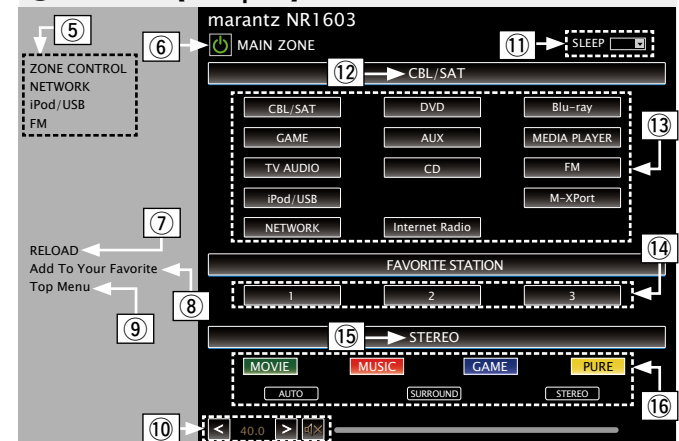 marantz NR1603
⑤
⑥ MAIN ZONE
⑪ SLEEP
ZONE CONTROL
NETWORK
iPod/USB
FM
⑫ CBL/SAT
CBL/SAT DVD Blu-ray
⑬
GAME AUX MEDIA PLAYER
TV AUDIO CD FM
iPod/USB M-XPort
NETWORK Internet Radio
⑦
RELOAD
Add To Your Favorite
Top Menu
⑧
⑨
FAVORITE STATION
⑭
1 2 3
⑮ STEREO
MOVIE MUSIC GAME PURE
AUTO SURROUND STEREO
⑯
⑩ < 40.0 >